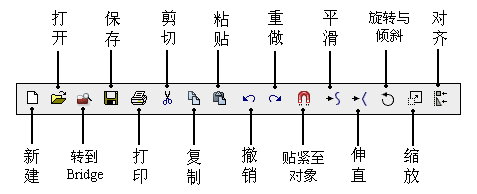 打开
保存
剪切
粘贴
重做
平滑
旋转与
倾斜
对齐
新建
转到
Bridge
打印
复制
撤销
贴紧至
对象
伸直
缩放